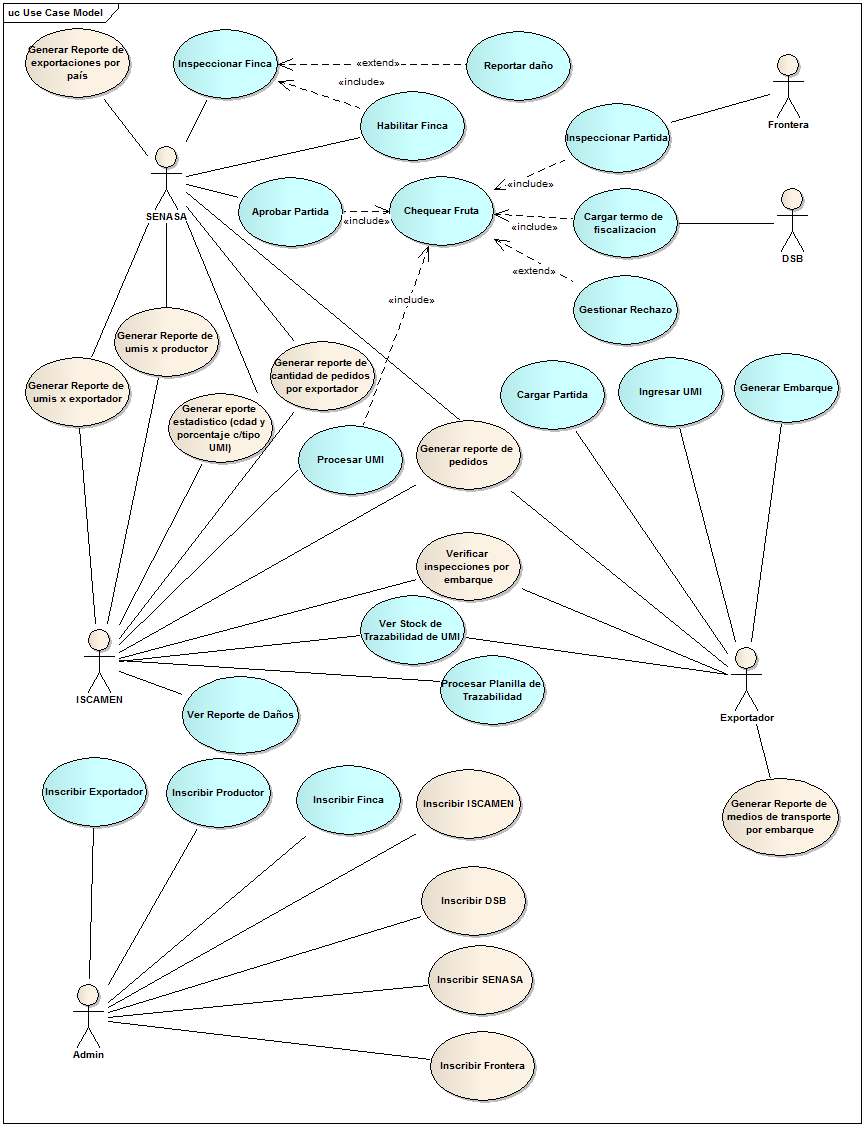 uc Use Case Model
Generar Reporte de
exportaciones por
país
Inspeccionar Finca
«extend»
Reportar daño
«include»
Habilitar Finca
Inspeccionar Partida
Frontera
SENASA
«include»
Aprobar Partida
«include»
Chequear Fruta
«include»
Cargar termo de
fiscalizacion
DSB
«extend»
Gestionar Rechazo
«include»
Generar Reporte de
umis x productor
Generar Reporte de
umis x exportador
Generar reporte de
cantidad de pedidos
por exportador
Generar eporte
estadistico (cdad y
porcentaje c/tipo
UMI)
Cargar Partida
Ingresar UMI
Generar Embarque
Procesar UMI
Generar reporte de
pedidos
Verificar
inspecciones por
embarque
Ver Stock de
Trazabilidad de UMI
Procesar Planilla de
Trazabilidad
ISCAMEN
Ver Reporte de Daños
Exportador
Generar Reporte de
medios de transporte
por embarque
Inscribir Exportador
Inscribir Productor
Inscribir Finca
Inscribir ISCAMEN
Inscribir DSB
Inscribir SENASA
Inscribir Frontera
Admin